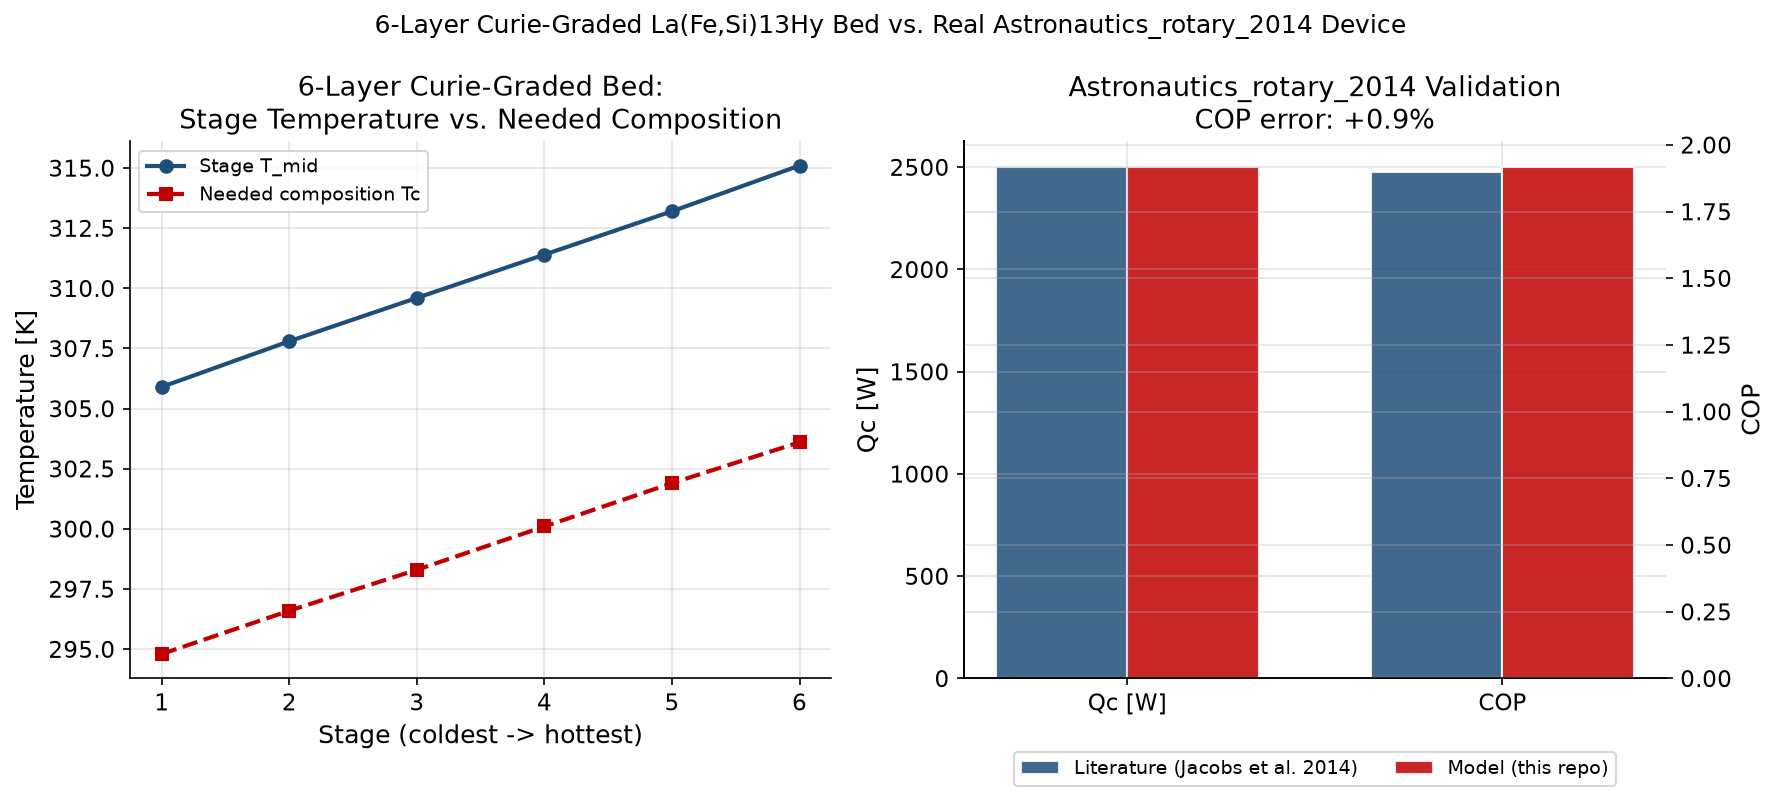 6-Layer Curie-Graded La(Fe,Si)13Hy Bed vs. Real Astronautics_rotary_2014 Device
6-Layer Curie-Graded Bed:
Stage Temperature vs. Needed Composition
Stage T_mid
Needed composition Tc
Temperature [K]
315.0
312.5
310.0
307.5
305.0
302.5
300.0
297.5
295.0
1 2 3 4 5 6
Stage (coldest -> hottest)
Astronautics_rotary_2014 Validation
COP error: +0.9%
Qc [W]
2500
2000
1500
1000
500
0
Qc [W] COP
2.00
1.75
1.50
1.25
1.00
0.75
0.50
0.25
0.00
COP
Literature (Jacobs et al. 2014) Model (this repo)